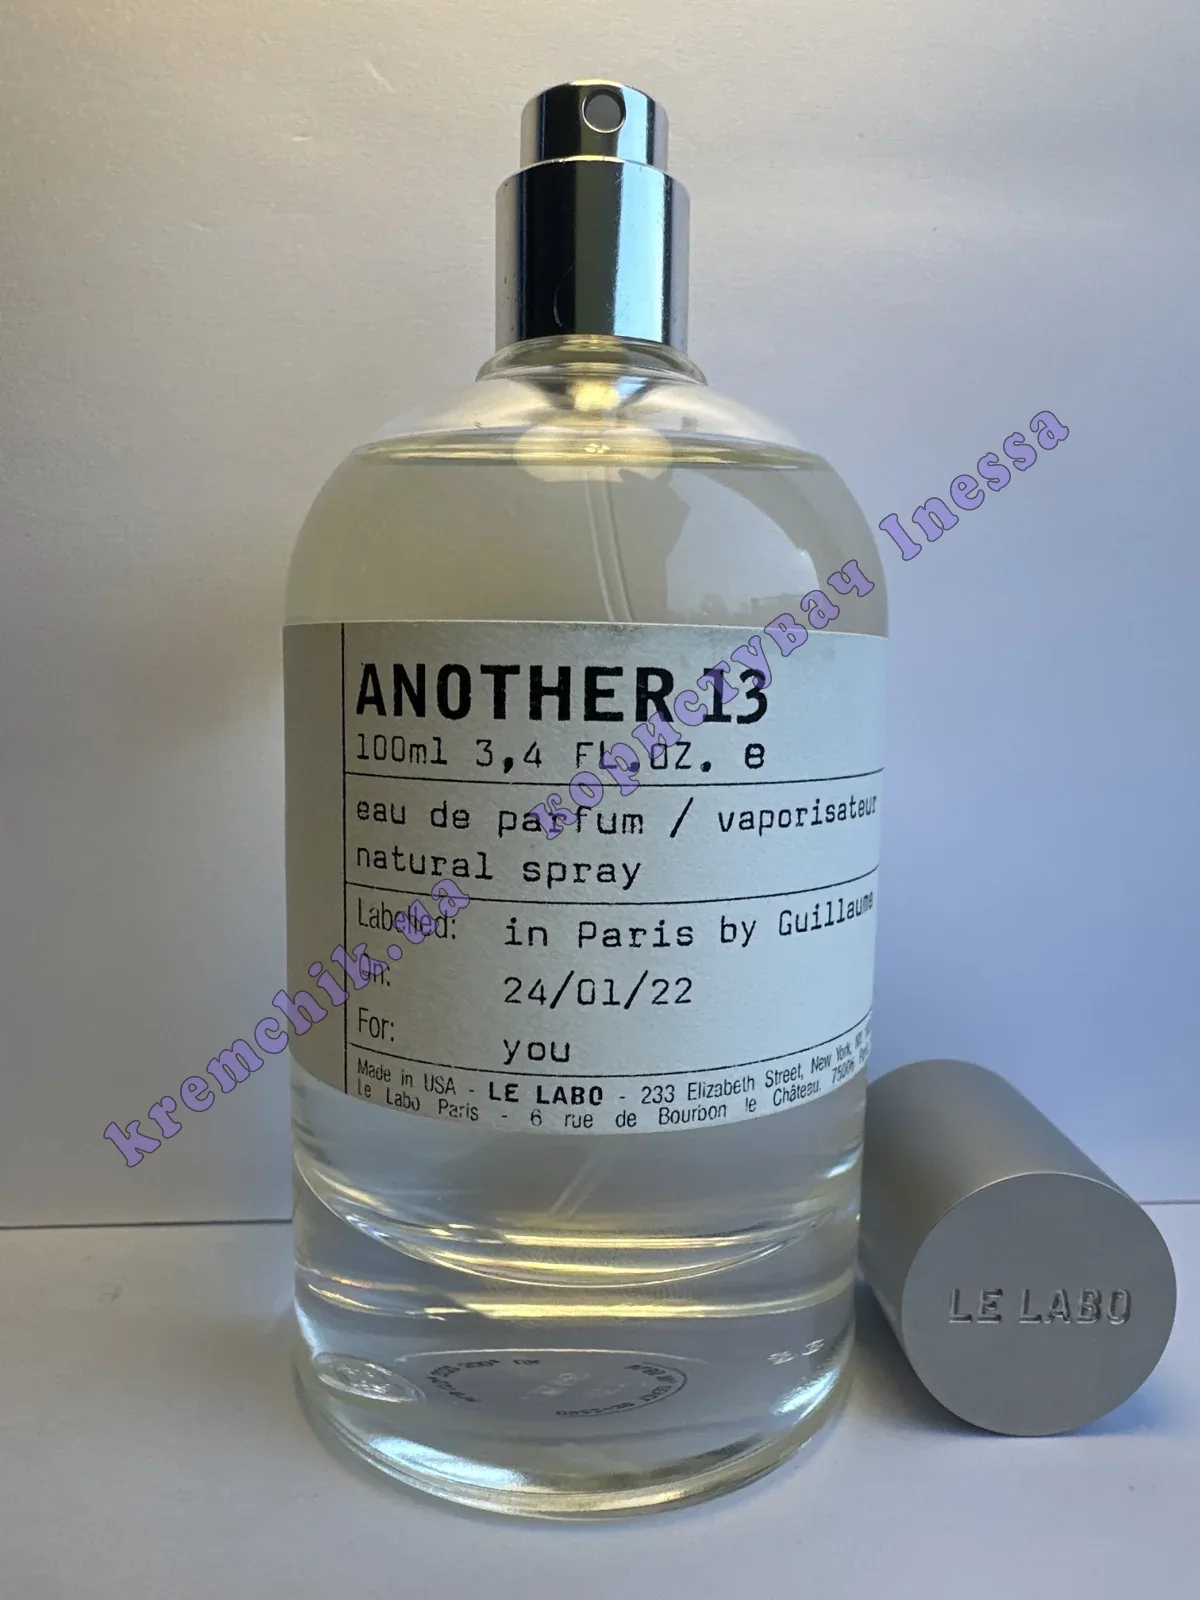 ANOTHER 13
100ml 3,4 FL.OZ. e
eau de parfum / vaporisateur
natural spray
Labelled: in Paris by Guillaume
On: 24/01/22
For: you
Made in USA - LE LABO - 233 Elizabeth Street, New York,
Le Labo Paris - 6 rue de Bourbon le Château.
LE LABO
kremchik.ua користувач Inessa